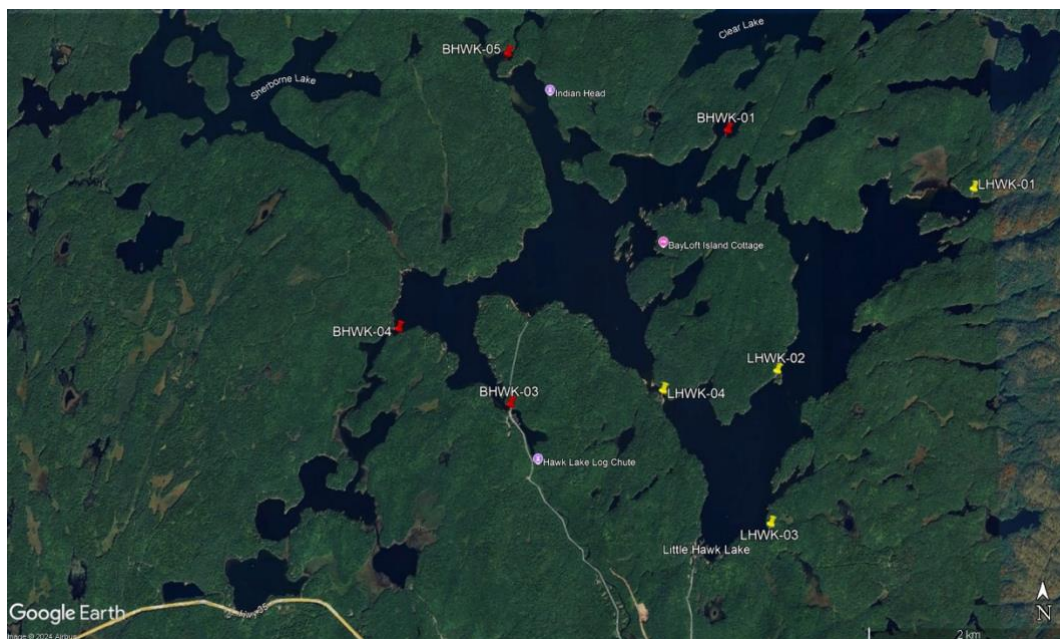 Clear Lake
BHWK-05
Sherborne Lake
Indian Head
BHWK-01
LHWK-01
BayLoft Island Cottage
BHWK-04
LHWK-02
BHWK-03
LHWK-04
Hawk Lake Log Chute
LHWK-03
Little Hawk Lake
Google Earth
N
Image © 2024 Airbus
1
2 km